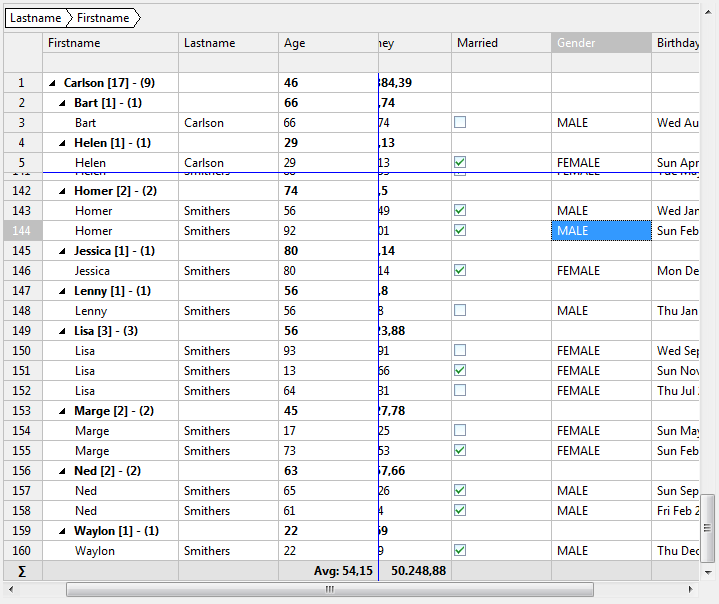 Lastname Firstname
Firstname Lastname Age ney Married Gender Birthday
1 Carlson [17] - (9) 46 384,39
2 Bart [1] - (1) 66 ,74
3 Bart Carlson 66 74 MALE Wed Au
4 Helen [1] - (1) 29 ,13
5 Helen Carlson 29 13 FEMALE Sun Apr
142 Homer [2] - (2) 74 ,5
143 Homer Smithers 56 49 MALE Wed Jan
144 Homer Smithers 92 01 MALE Sun Feb
145 Jessica [1] - (1) 80 ,14
146 Jessica Smithers 80 14 FEMALE Mon De
147 Lenny [1] - (1) 56 ,8
148 Lenny Smithers 56 8 MALE Thu Jan
149 Lisa [3] - (3) 56 23,88
150 Lisa Smithers 93 91 FEMALE Wed Sep
151 Lisa Smithers 13 66 FEMALE Sun Nov
152 Lisa Smithers 64 31 FEMALE Thu Jul
153 Marge [2] - (2) 45 27,78
154 Marge Smithers 17 25 FEMALE Sun May
155 Marge Smithers 73 53 FEMALE Sun Feb
156 Ned [2] - (2) 63 57,66
157 Ned Smithers 65 26 MALE Sun Sep
158 Ned Smithers 61 4 MALE Fri Feb 2
159 Waylon [1] - (1) 22 59
160 Waylon Smithers 22 9 MALE Thu Dec
Σ Avg: 54,15 50.248,88